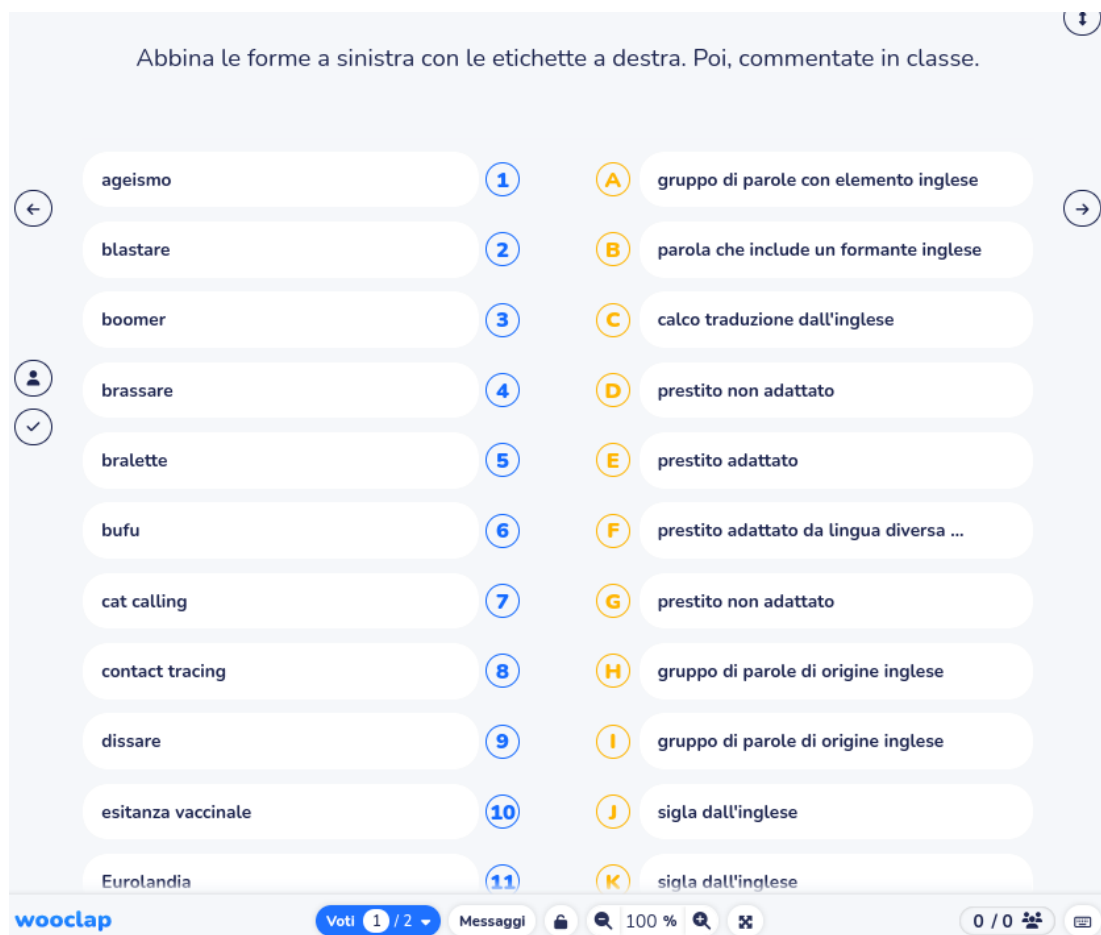 Abbina le forme a sinistra con le etichette a destra. Poi, commentate in classe.
ageismo 1 A gruppo di parole con elemento inglese
blastare 2 B parola che include un formante inglese
boomer 3 C calco traduzione dall'inglese
brassare 4 D prestito non adattato
bralette 5 E prestito adattato
bufu 6 F prestito adattato da lingua diversa ...
cat calling 7 G prestito non adattato
contact tracing 8 H gruppo di parole di origine inglese
dissare 9 I gruppo di parole di origine inglese
esitanza vaccinale 10 J sigla dall'inglese
Eurolandia 11 K sigla dall'inglese
wooclap Voti 1 / 2 Messaggi 100 % 0 / 0